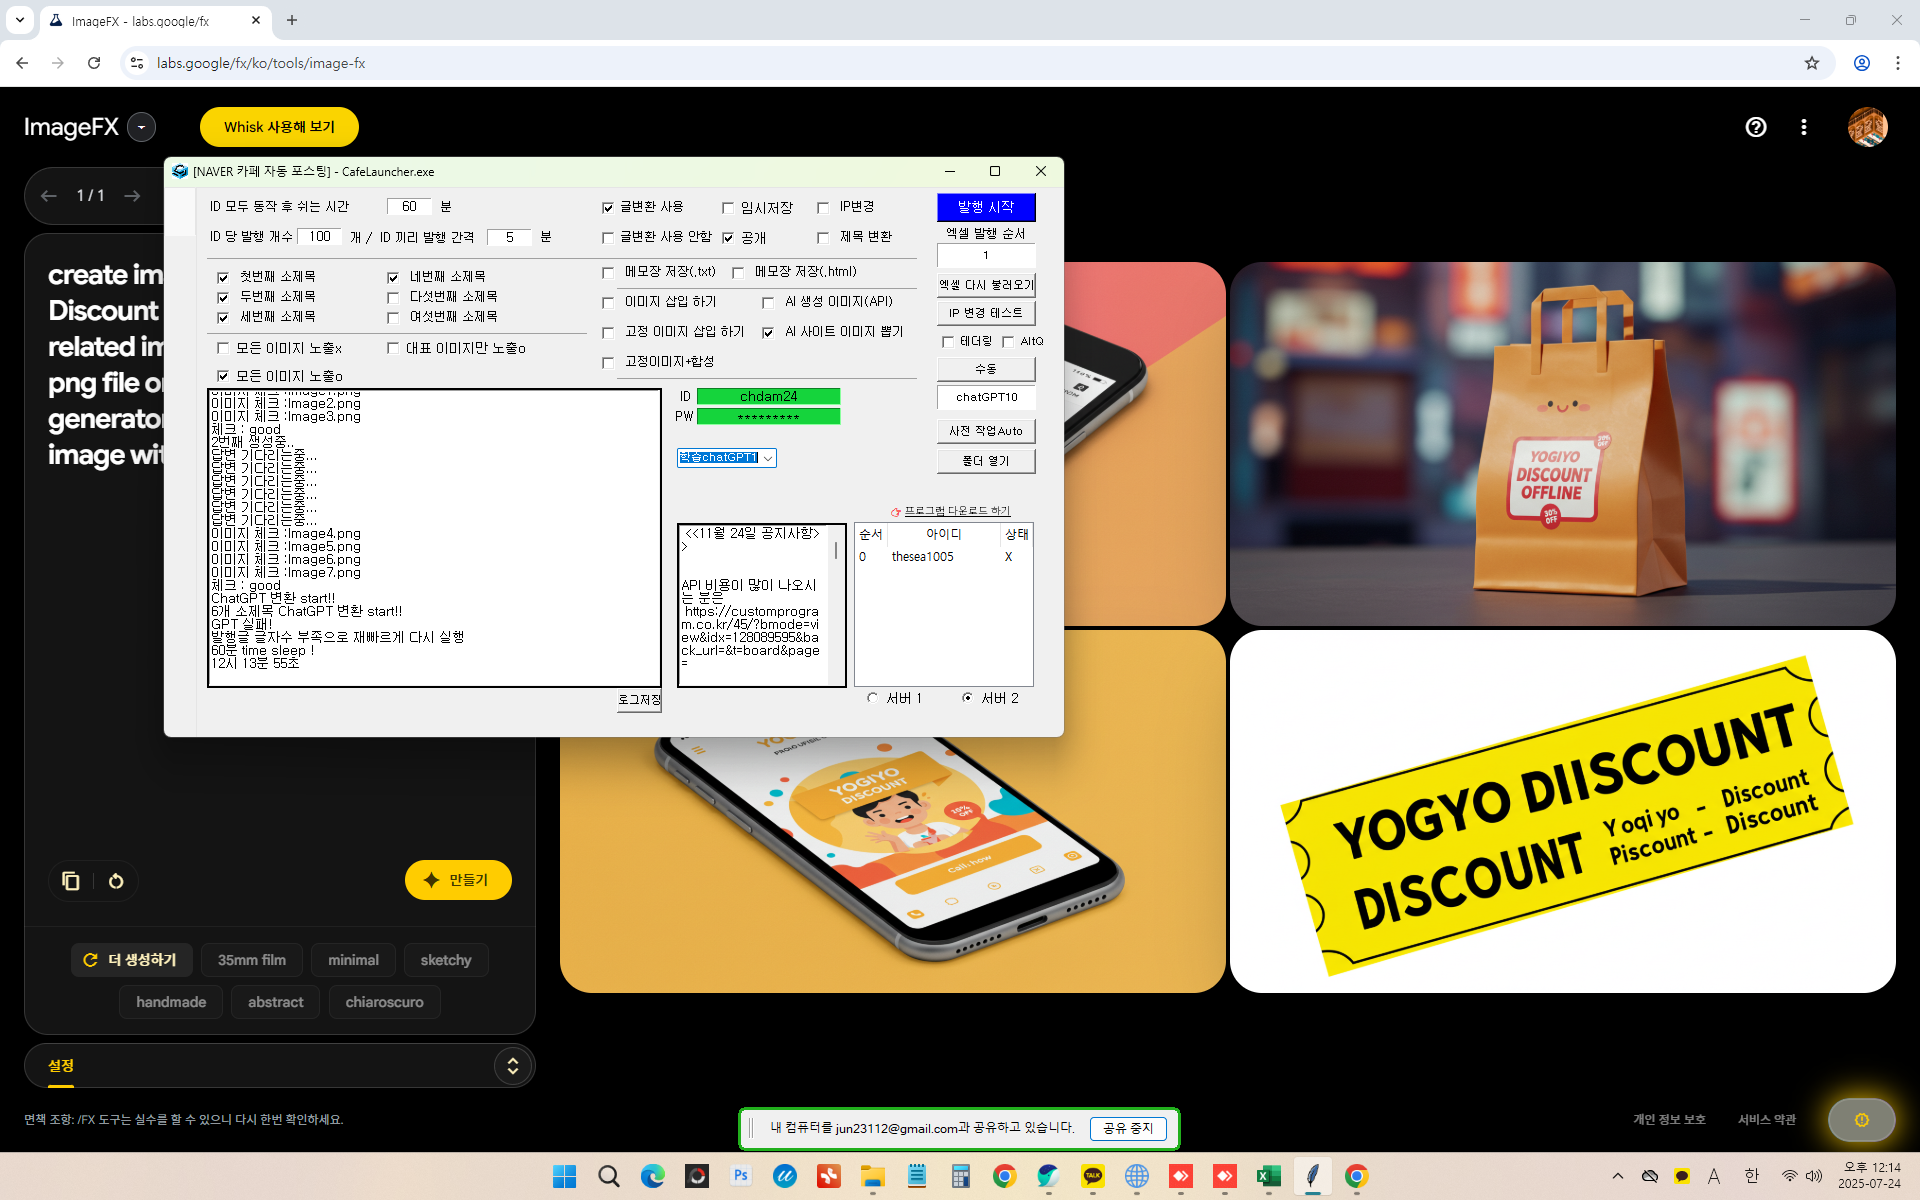 ImageFX - labs.google/fx
labs.google/fx/ko/tools/image-fx
ImageFX
Whisk 사용해 보기
1 / 1
create im
Discount
related im
png file o
generator
image wit
만들기
더 생성하기
35mm film
minimal
sketchy
handmade
abstract
chiaroscuro
설정
면책 조항: /FX 도구는 실수를 할 수 있으니 다시 한번 확인하세요.
[NAVER 카페 자동 포스팅] - CafeLauncher.exe
ID 모두 동작 후 쉬는 시간 60 분
ID 당 발행 개수 100 개 / ID 끼리 발행 간격 5 분
첫번째 소제목
네번째 소제목
두번째 소제목
다섯번째 소제목
세번째 소제목
여섯번째 소제목
모든 이미지 노출x
대표 이미지만 노출o
모든 이미지 노출o
글변환 사용
임시저장
IP변경
글변환 사용 안함
공개
제목 변환
메모장 저장(.txt)
메모장 저장(.html)
이미지 삽입 하기
AI 생성 이미지(API)
고정 이미지 삽입 하기
AI 사이트 이미지 뽑기
고정이미지+합성
발행 시작
엑셀 발행 순서
1
엑셀 다시 불러오기
IP 변경 테스트
테더링
AltQ
수동
chatGPT10
사전 작업Auto
폴더 열기
이미지 체크 :Image1.png
이미지 체크 :Image2.png
이미지 체크 :Image3.png
체크 : good
2번째 생성중..
답변 기다리는중...
답변 기다리는중...
답변 기다리는중...
답변 기다리는중...
답변 기다리는중...
답변 기다리는중...
이미지 체크 :Image4.png
이미지 체크 :Image5.png
이미지 체크 :Image6.png
이미지 체크 :Image7.png
체크 : good
ChatGPT 변환 start!!
6개 소제목 ChatGPT 변환 start!!
GPT 실패!
발행글 글자수 부족으로 재빠르게 다시 실행
60분 time sleep !
12시 13분 55초
로그저장
ID chdam24
PW *********
학습chatGPT1
<<11월 24일 공지사항>
>
API 비용이 많이 나오시
는 분은
https://customprogra
m.co.kr/45/?bmode=vi
ew&idx=128089595&ba
ck_url=&t=board&page
=
프로그램 다운로드 하기
순서 아이디 상태
0 thesea1005 X
서버 1
서버 2
YOGIYO
DISCOUNT
OFFLINE
30%
OFF
YOGIYO
DISCOUNT
Call now
YOGYO DIISCOUNT
DISCOUNT
Yoqi yo - Discount
Piscount - Discount
내 컴퓨터를 jun23112@gmail.com과 공유하고 있습니다.
공유 중지
개인 정보 보호
서비스 약관
Ps
TALK
A
한
오후 12:14
2025-07-24